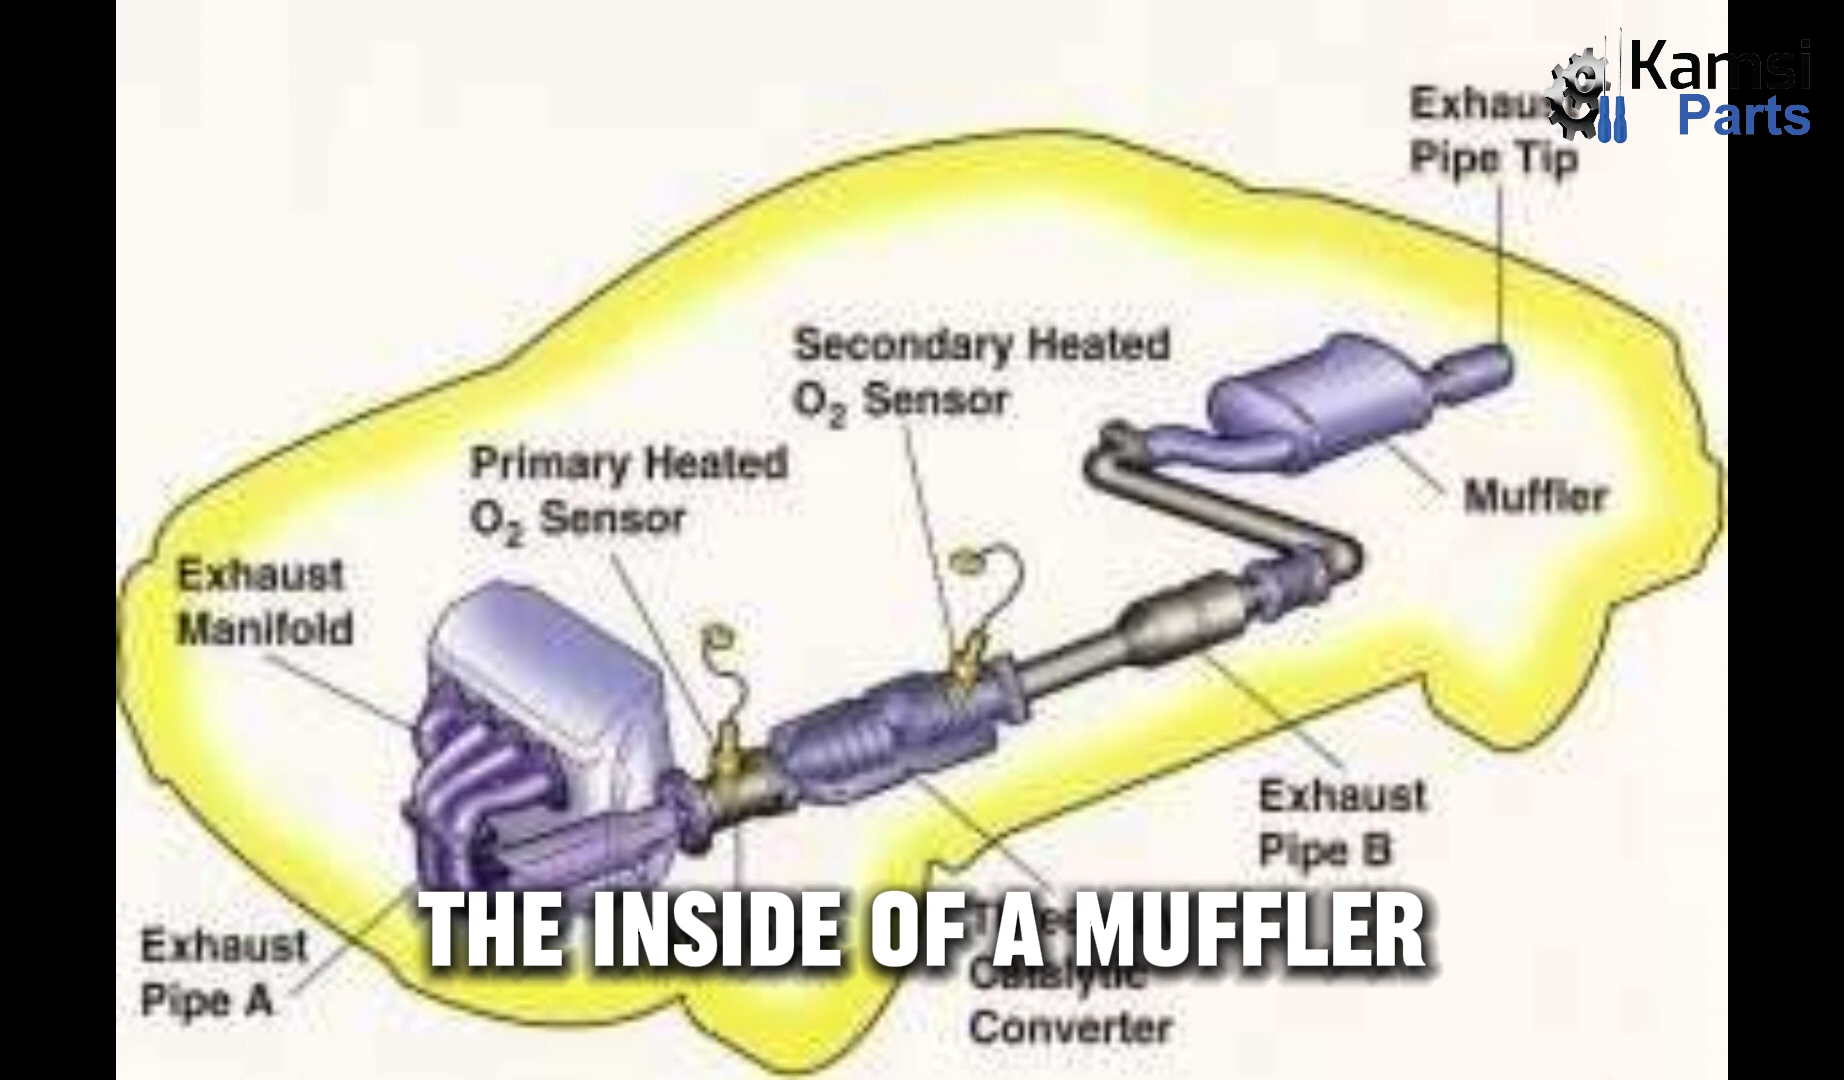 Kamsi
Parts
Exhaust
Pipe Tip
Secondary Heated
O₂ Sensor
Primary Heated
O₂ Sensor
Muffler
Exhaust
Manifold
Exhaust
Pipe B
THE INSIDE OF A MUFFLER
Exhaust
Pipe A
Catalytic
Converter